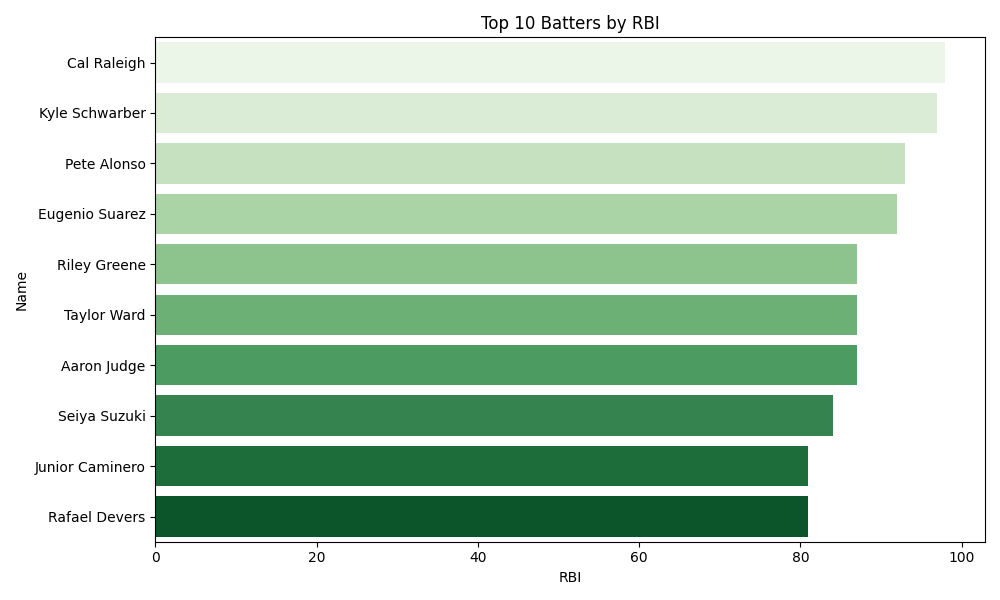 Top 10 Batters by RBI
Name
Cal Raleigh
Kyle Schwarber
Pete Alonso
Eugenio Suarez
Riley Greene
Taylor Ward
Aaron Judge
Seiya Suzuki
Junior Caminero
Rafael Devers
0 20 40 60 80 100
RBI